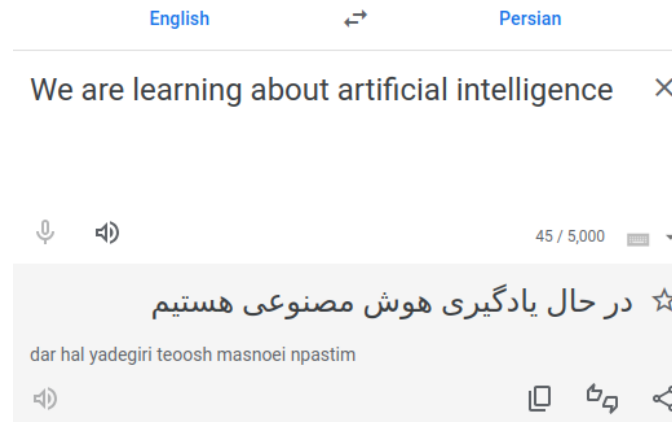 English Persian
We are learning about artificial intelligence
45 / 5,000
در حال یادگیری هوش مصنوعی هستیم
dar hal yadegiri teoosh masnoei npastim